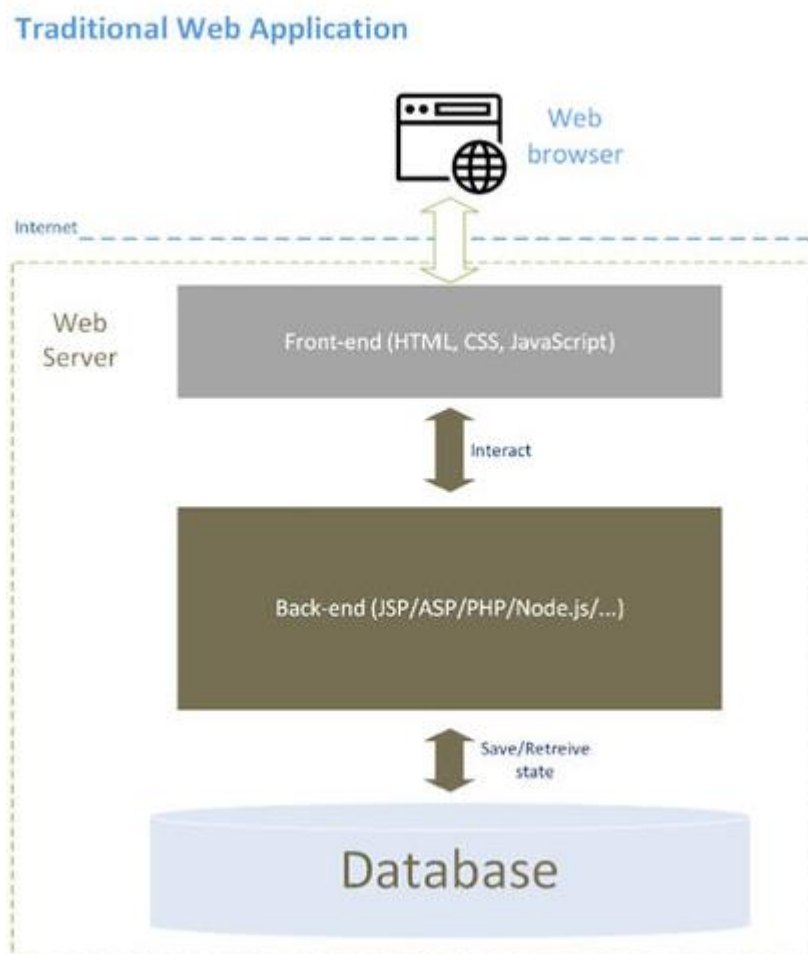 Traditional Web Application
Web
browser
Internet
Web
Server
Front-end (HTML, CSS, JavaScript)
Interact
Back-end (JSP/ASP/PHP/Node.js/...)
Save/Retreive
state
Database